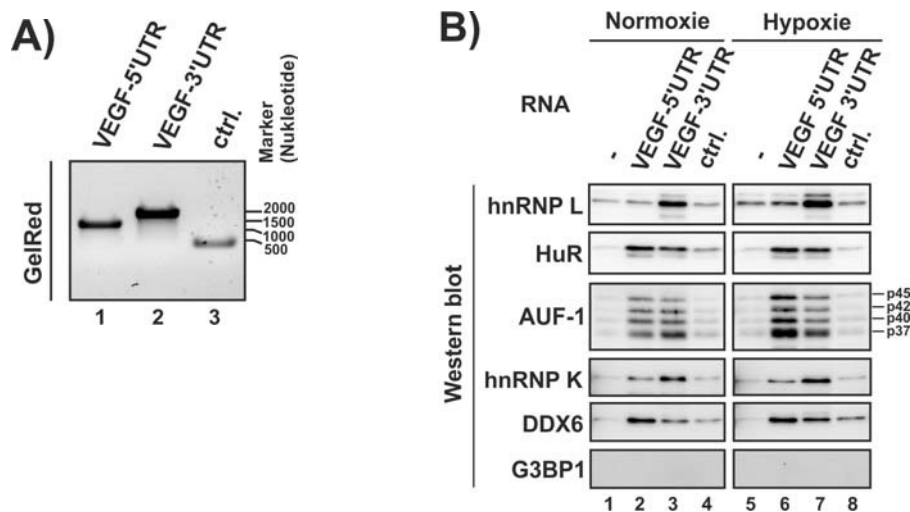 A)
VEGF-5'UTR
VEGF-3'UTR
ctrl.
Marker
(Nukleotide)
GelRed
2000
1500
1000
500
1 2 3
B)
Normoxie Hypoxie
RNA
- VEGF-5'UTR VEGF-3'UTR ctrl. - VEGF 5'UTR VEGF 3'UTR ctrl.
Western blot
hnRNP L
HuR
AUF-1
p45
p42
p40
p37
hnRNP K
DDX6
G3BP1
1 2 3 4 5 6 7 8